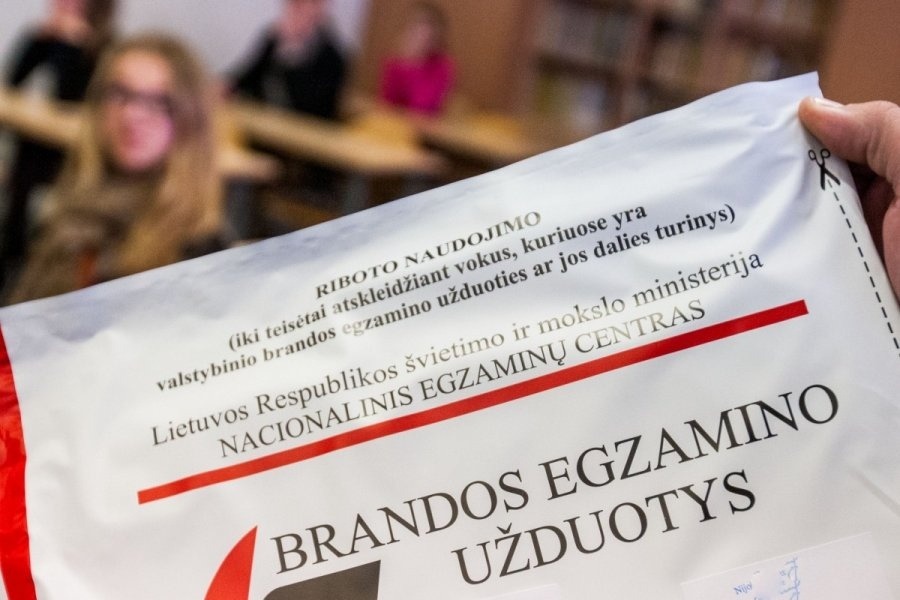 RIBOTO NAUDOJIMO
(iki teisėtai atskleidžiant vokus, kuriuose yra
valstybinio brandos egzamino užduoties ar jos dalies turinys)
Lietuvos Respublikos švietimo ir mokslo ministerija
NACIONALINIS EGZAMINŲ CENTRAS
BRANDOS EGZAMINO
UŽDUOTYS